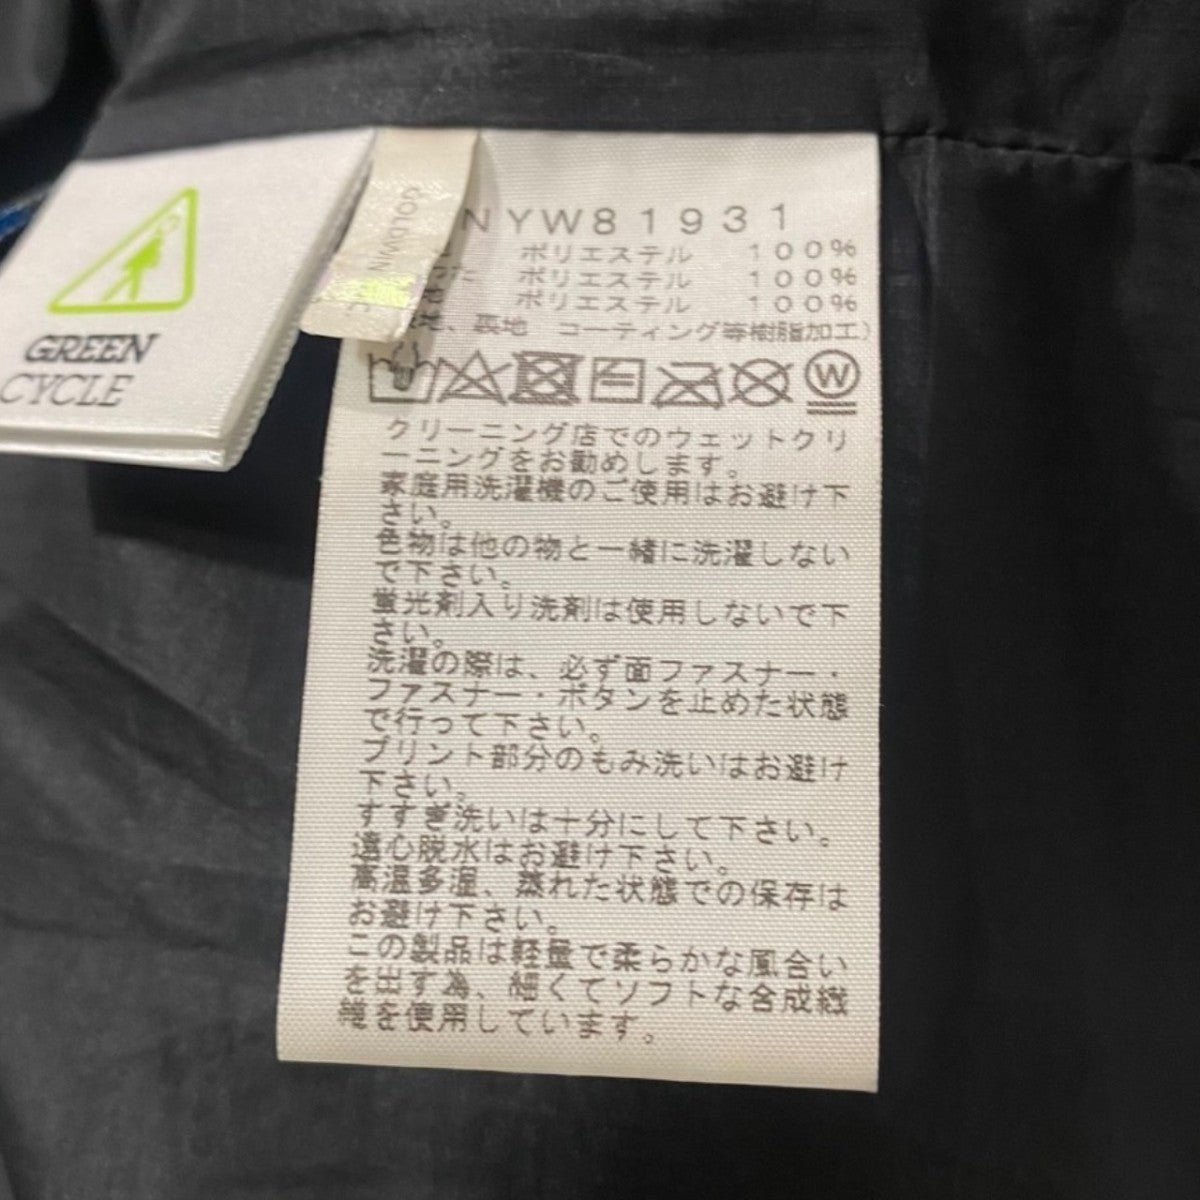 GREEN
CYCLE
GOLDWIN
NYW81931
ポリエステル 100%
わた ポリエステル 100%
ポリエステル 100%
地、裏地 コーティング等樹脂加工)
W
クリーニング店でのウェットクリ
ーニングをお勧めします。
家庭用洗濯機のご使用はお避け下
さい。
色物は他の物と一緒に洗濯しない
で下さい。
蛍光剤入り洗剤は使用しないで下
さい。
洗濯の際は、必ず面ファスナー・
ファスナー・ボタンを止めた状態
で行って下さい。
プリント部分のもみ洗いはお避け
下さい。
すすぎ洗いは十分にして下さい。
遠心脱水はお避け下さい。
高温多湿、蒸れた状態での保存は
お避け下さい。
この製品は軽量で柔らかな風合い
を出す為、細くてソフトな合成繊
維を使用しています。